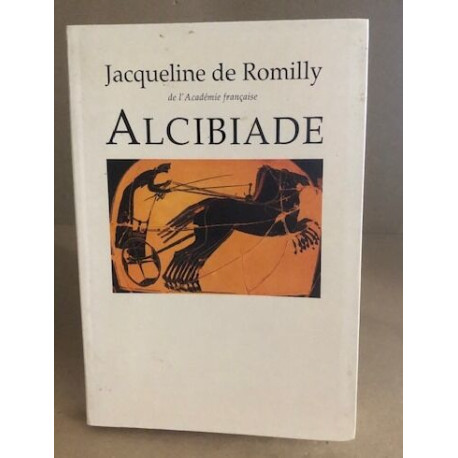 Jacqueline de Romilly
de l'Académie française
ALCIBIADE